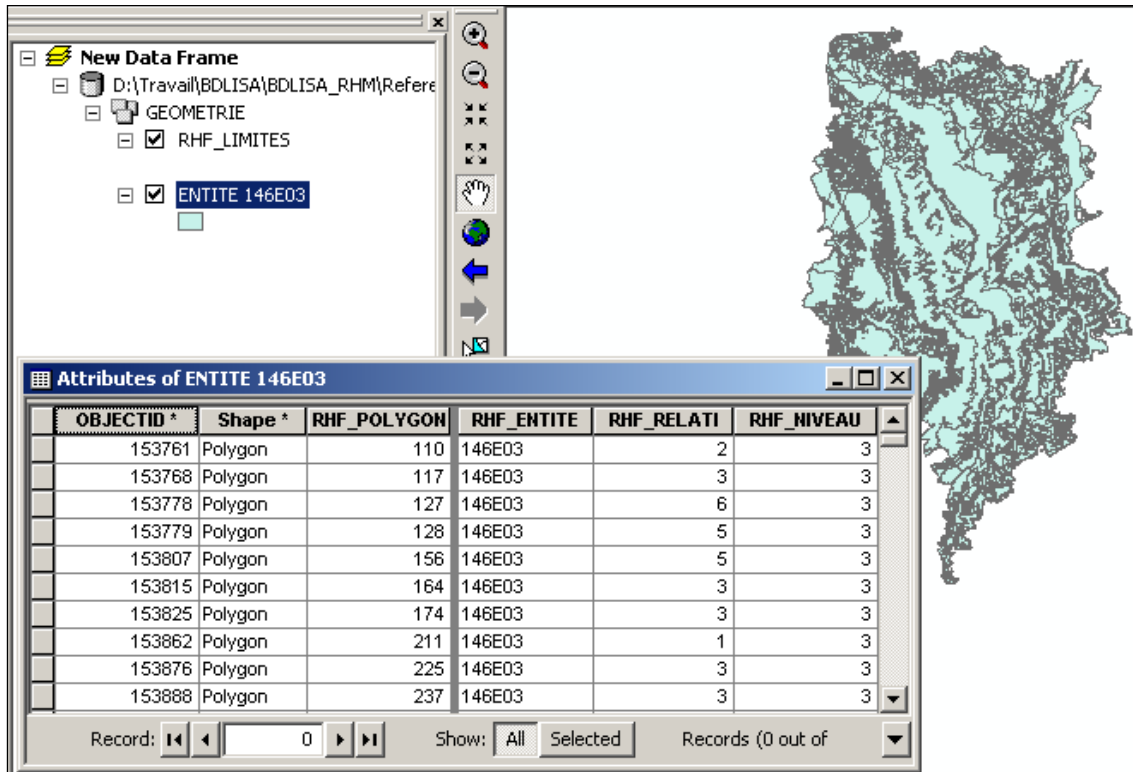 New Data Frame
D:\Travail\BDLISA\BDLISA_RHM\Refere
GEOMETRIE
RHF_LIMITES
ENTITE 146E03
Attributes of ENTITE 146E03
OBJECTID * Shape * RHF_POLYGON RHF_ENTITE RHF_RELATI RHF_NIVEAU
153761 Polygon 110 146E03 2 3
153768 Polygon 117 146E03 3 3
153778 Polygon 127 146E03 6 3
153779 Polygon 128 146E03 5 3
153807 Polygon 156 146E03 5 3
153815 Polygon 164 146E03 3 3
153825 Polygon 174 146E03 3 3
153862 Polygon 211 146E03 1 3
153876 Polygon 225 146E03 3 3
153888 Polygon 237 146E03 3 3
Record: 0 Show: All Selected Records (0 out of